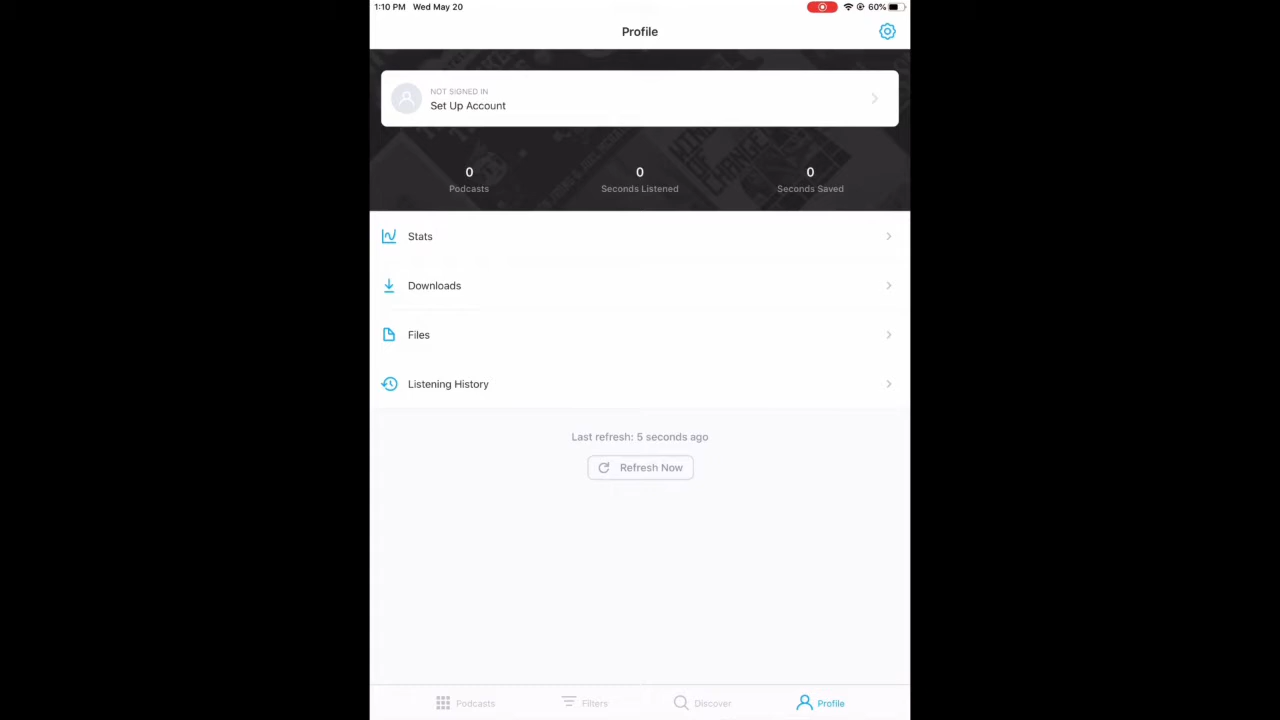 1:10 PM Wed May 20 60%
Profile
NOT SIGNED IN
Set Up Account
0 0 0
Podcasts Seconds Listened Seconds Saved
Stats
Downloads
Files
Listening History
Last refresh: 5 seconds ago
Refresh Now
Podcasts Filters Discover Profile